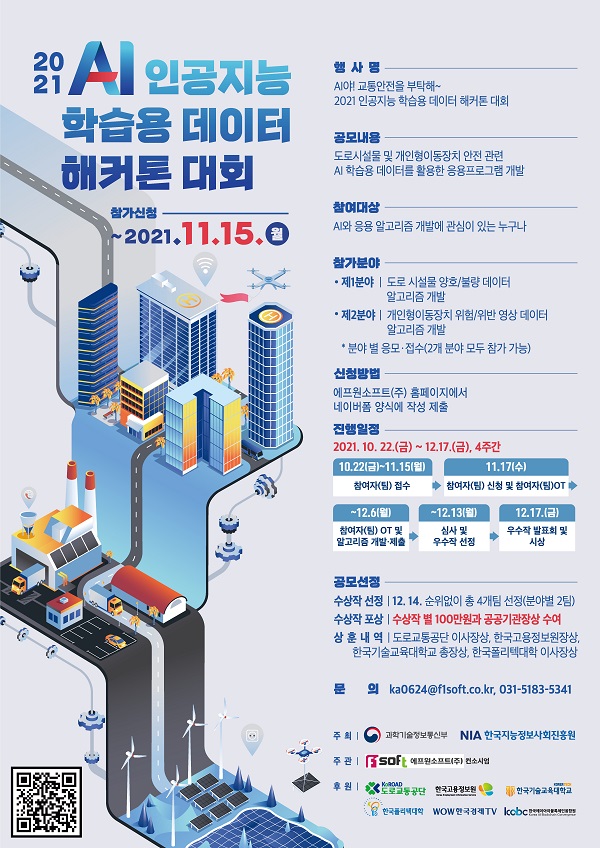 2021 AI 인공지능
학습용 데이터
해커톤 대회
참가신청
~2021.11.15.월
행 사 명
AI야! 교통안전을 부탁해~
2021 인공지능 학습용 데이터 해커톤 대회
공모내용
도로시설물 및 개인형이동장치 안전 관련
AI 학습용 데이터를 활용한 응용프로그램 개발
참여대상
AI와 응용 알고리즘 개발에 관심이 있는 누구나
참가분야
• 제1분야 | 도로 시설물 양호/불량 데이터
알고리즘 개발
• 제2분야 | 개인형이동장치 위험/위반 영상 데이터
알고리즘 개발
* 분야 별 응모·접수(2개 분야 모두 참가 가능)
신청방법
에프원소프트(주) 홈페이지에서
네이버폼 양식에 작성 제출
진행일정
2021. 10. 22.(금) ~ 12.17.(금), 4주간
10.22(금)~11.15(월)
참여자(팀) 접수
11.17(수)
참여자(팀) 신청 및 참여자(팀)OT
~12.6(월)
참여자(팀) OT 및
알고리즘 개발·제출
~12.13(월)
심사 및
우수작 선정
12.17.(금)
우수작 발표회 및
시상
공모선정
수상작 선정 | 12. 14. 순위없이 총 4개팀 선정(분야별 2팀)
수상작 포상 | 수상작 별 100만원과 공공기관장상 수여
상 훈 내 역 | 도로교통공단 이사장상, 한국고용정보원장상,
한국기술교육대학교 총장상, 한국폴리텍대학 이사장상
문 의 ka0624@f1soft.co.kr, 031-5183-5341
주 최 | 과학기술정보통신부 NIA 한국지능정보사회진흥원
주 관 | F1soft 에프원소프트(주) 컨소시엄
후 원 | KoROAD 도로교통공단 한국고용정보원 한국기술교육대학교
한국폴리텍대학 WOW 한국경제TV kobc